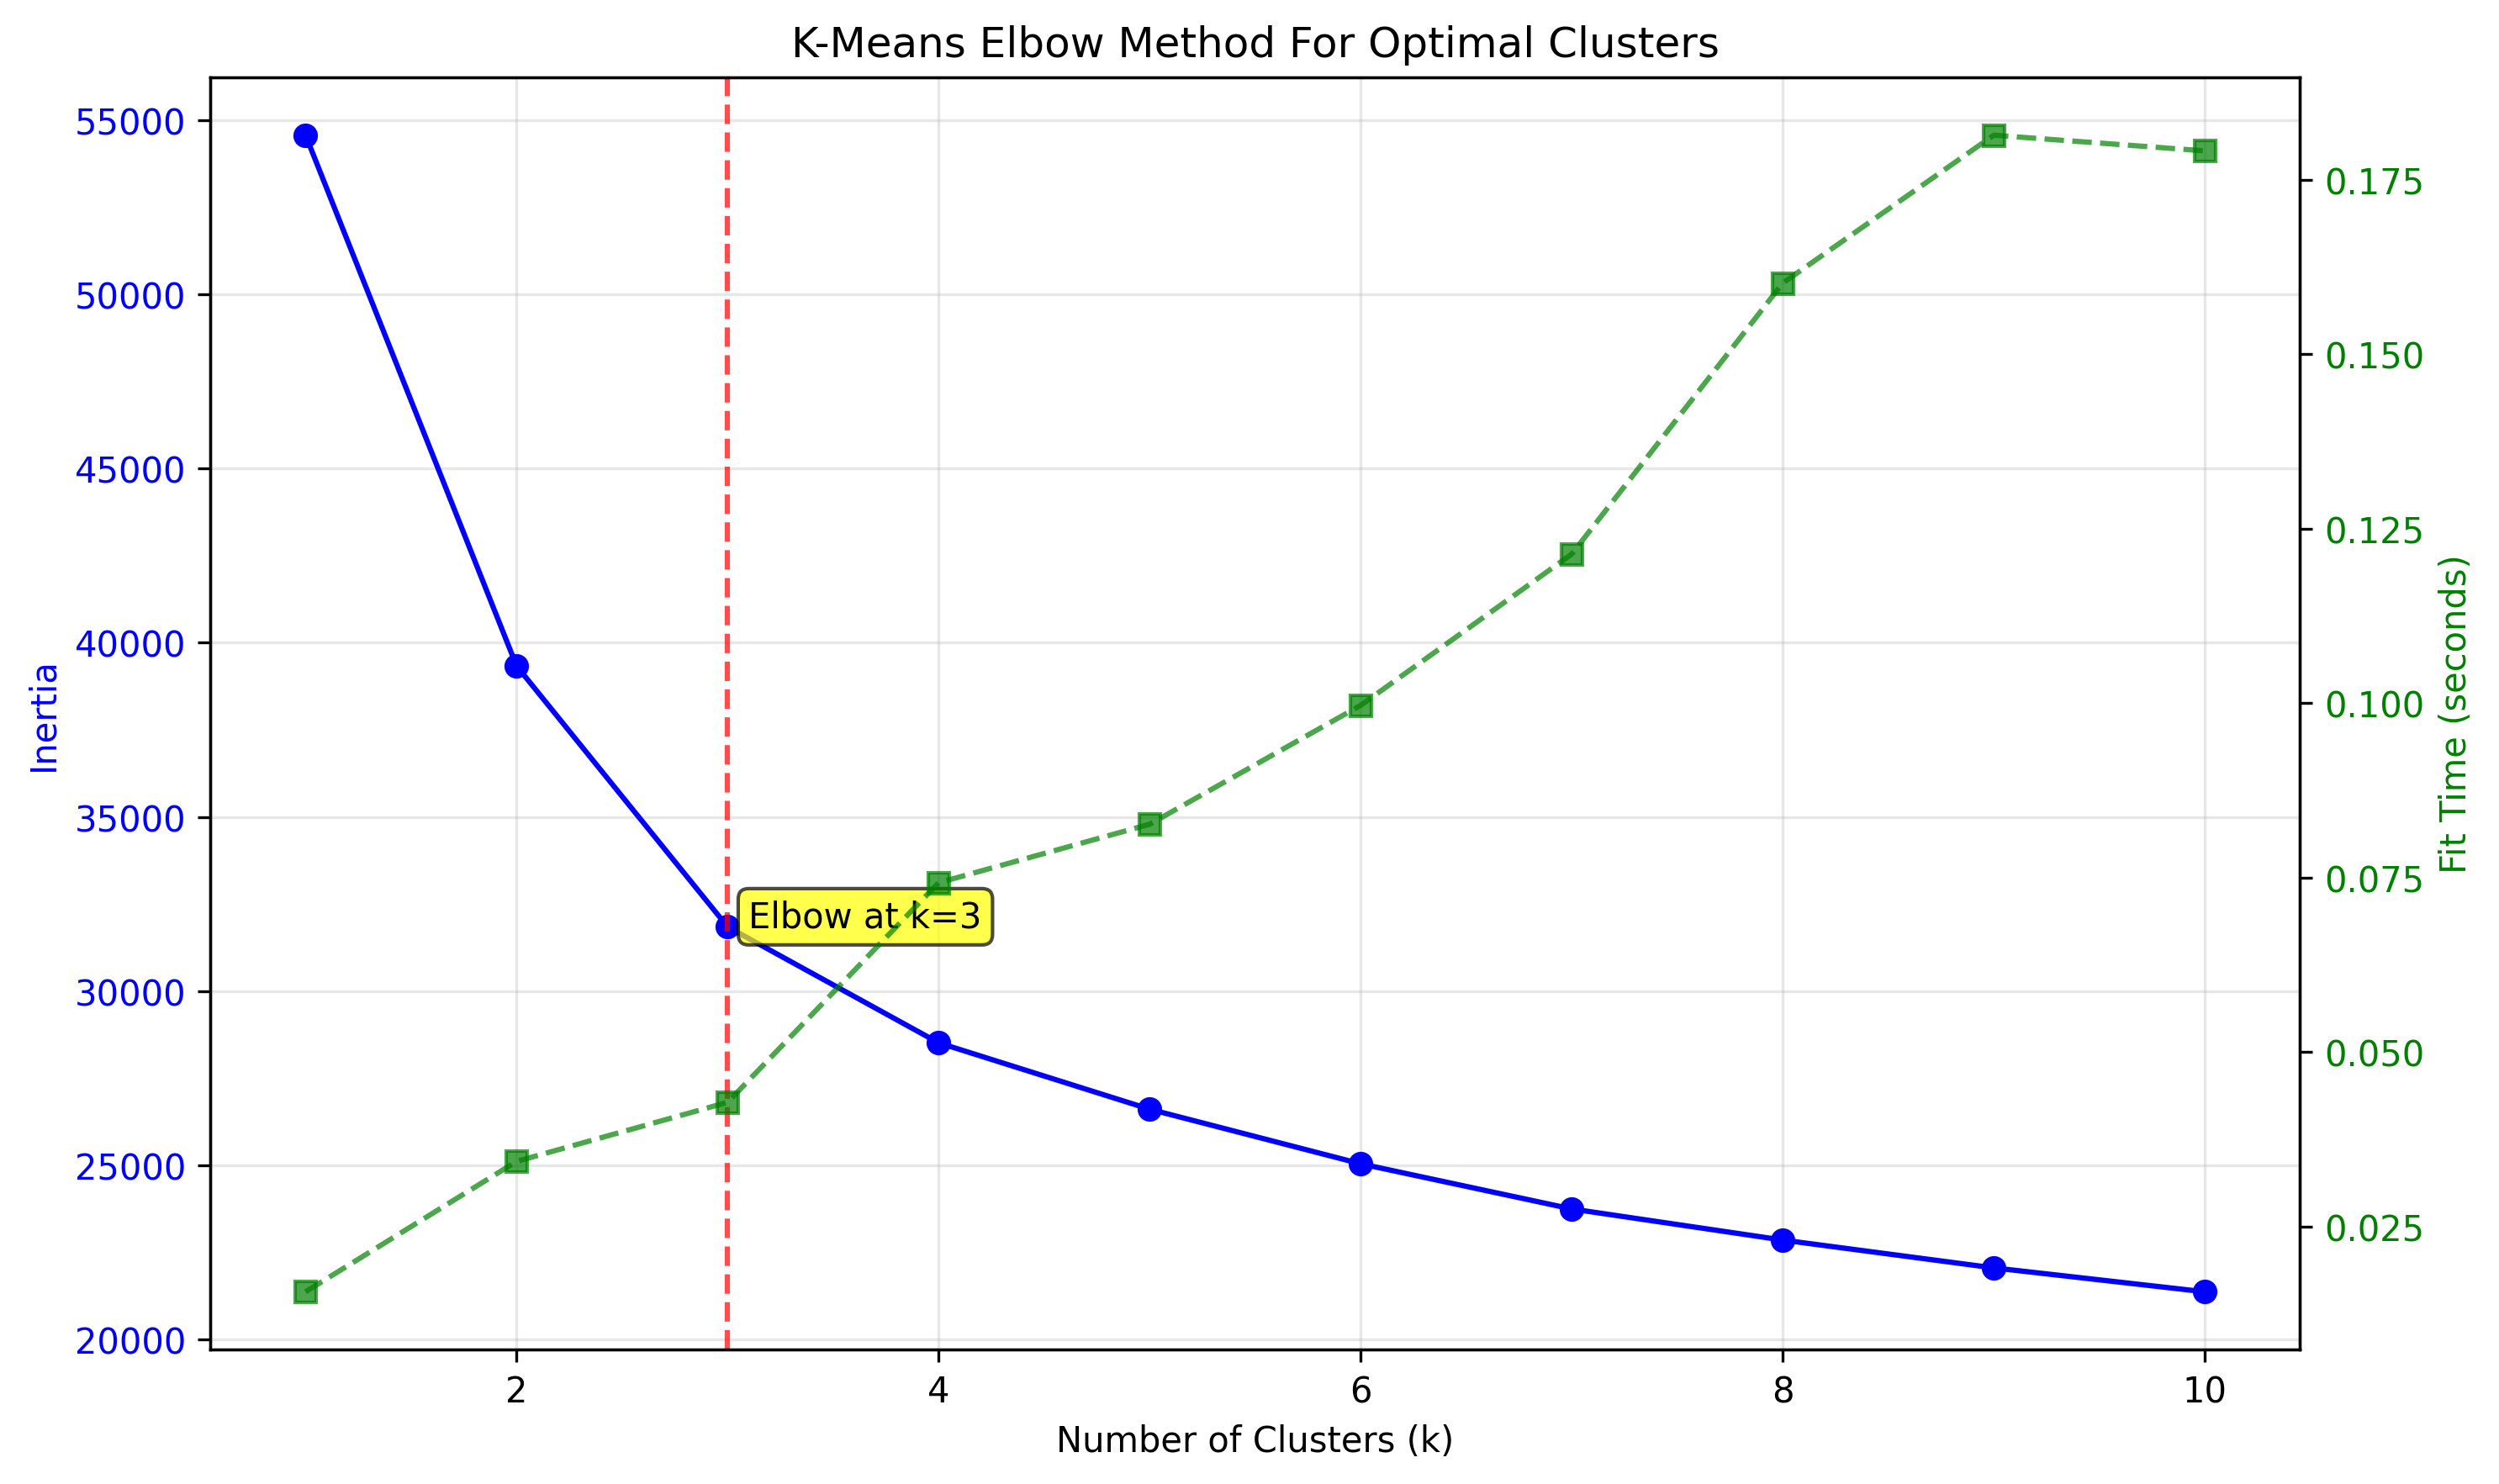 K-Means Elbow Method For Optimal Clusters
55000
50000
45000
40000
35000
30000
25000
20000
Inertia
Elbow at k=3
0.175
0.150
0.125
0.100
0.075
0.050
0.025
Fit Time (seconds)
2 4 6 8 10
Number of Clusters (k)